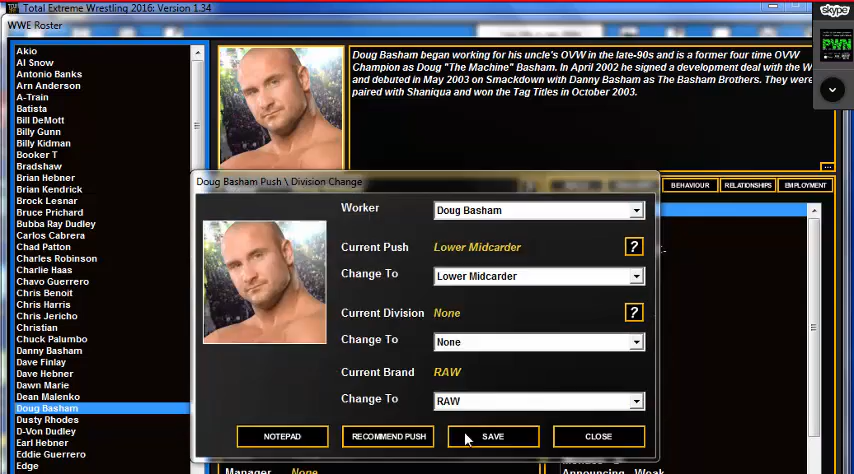 Total Extreme Wrestling 2016: Version 1.34
skype
WWE Roster
Akio
Al Snow
Antonio Banks
Arn Anderson
A-Train
Batista
Bill DeMott
Billy Gunn
Billy Kidman
Booker T
Bradshaw
Brian Hebner
Brian Kendrick
Brock Lesnar
Bruce Prichard
Bubba Ray Dudley
Carlos Cabrera
Chad Patton
Charles Robinson
Charlie Haas
Chavo Guerrero
Chris Benoit
Chris Harris
Chris Jericho
Christian
Chuck Palumbo
Danny Basham
Dave Finlay
Dave Hebner
Dawn Marie
Dean Malenko
Doug Basham
Dusty Rhodes
D-Von Dudley
Earl Hebner
Eddie Guerrero
Edge
Doug Basham began working for his uncle's OVW in the late-90s and is a former four time OVW
Champion as Doug "The Machine" Basham. In April 2002 he signed a development deal with the W
and debuted in May 2003 on Smackdown with Danny Basham as The Basham Brothers. They were
paired with Shaniqua and won the Tag Titles in October 2003.
...
BEHAVIOUR
RELATIONSHIPS
EMPLOYMENT
Doug Basham Push \ Division Change
Worker
Doug Basham
Current Push
Lower Midcarder
?
Change To
Lower Midcarder
Current Division
None
?
Change To
None
Current Brand
RAW
Change To
RAW
NOTEPAD
RECOMMEND PUSH
SAVE
CLOSE
Manager
None
Announcing Weak